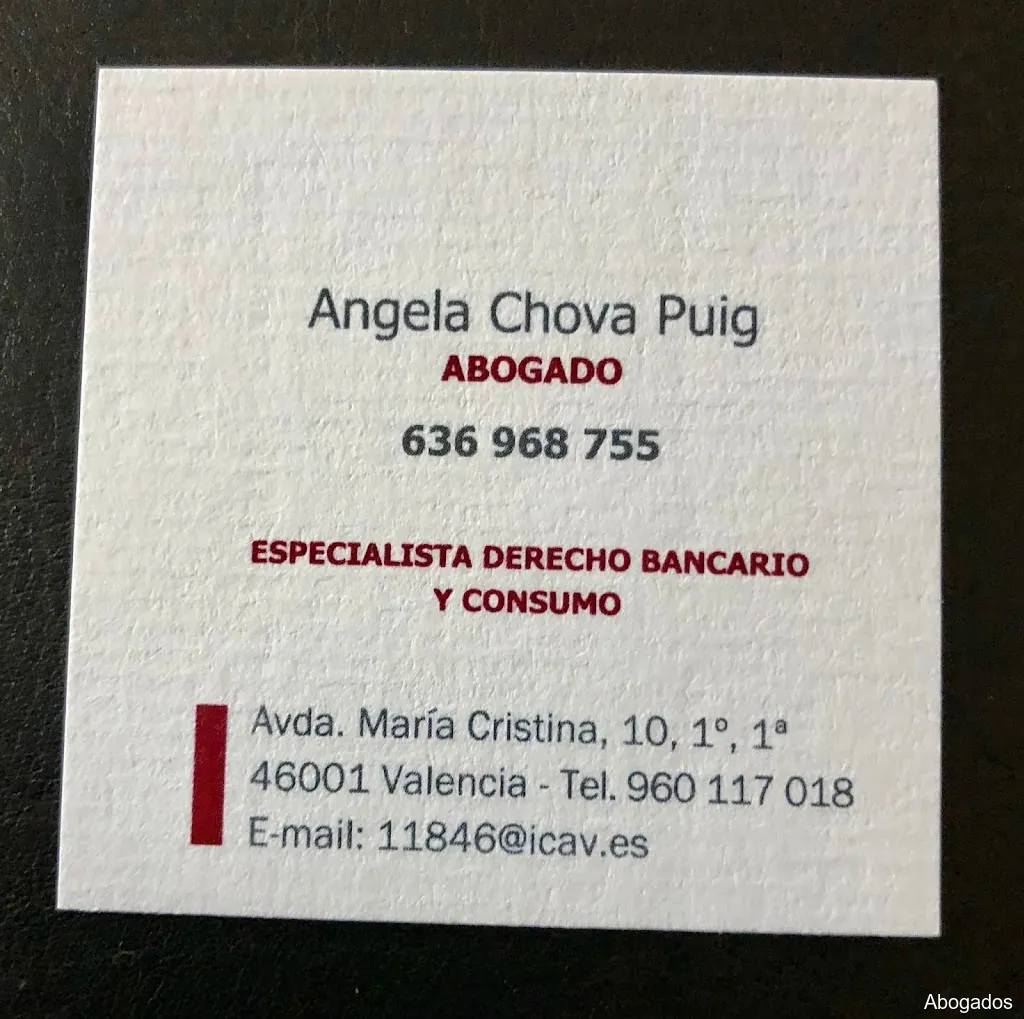 Angela Chova Puig
ABOGADO
636 968 755
ESPECIALISTA DERECHO BANCARIO
Y CONSUMO
Avda. María Cristina, 10, 1º, 1ª
46001 Valencia - Tel. 960 117 018
E-mail: 11846@icav.es
Abogados